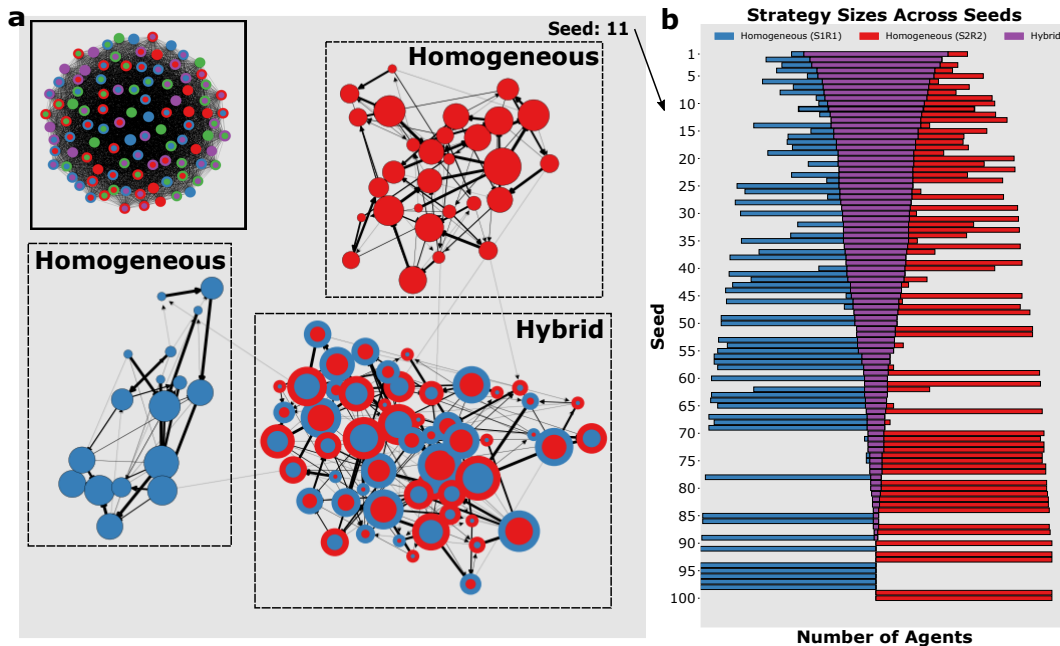 a
Seed: 11
Homogeneous
Homogeneous
Hybrid
b
Strategy Sizes Across Seeds
Homogeneous (S1R1)
Homogeneous (S2R2)
Hybrid
Seed
1
5
10
15
20
25
30
35
40
45
50
55
60
65
70
75
80
85
90
95
100
Number of Agents